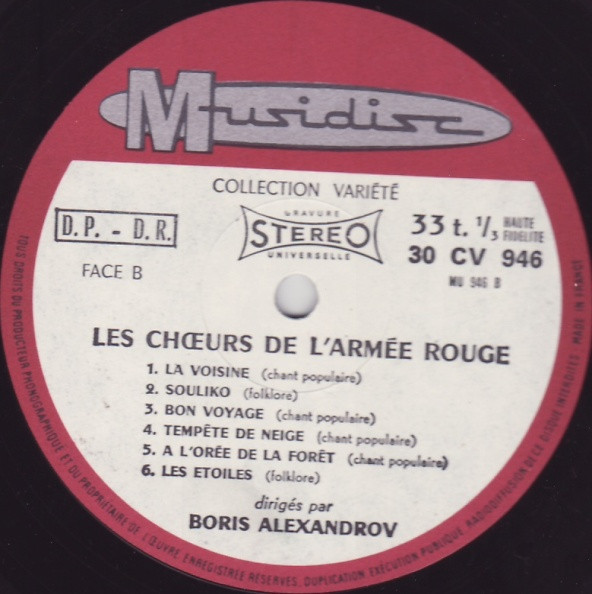 Musidisc
COLLECTION VARIÉTÉ
D.P. - D.R.
GRAVURE
STEREO
UNIVERSELLE
33 t. 1/3 HAUTE FIDELITE
30 CV 946
MU 946 B
FACE B
LES CHŒURS DE L'ARMÉE ROUGE
1. LA VOISINE (chant populaire)
2. SOULIKO (folklore)
3. BON VOYAGE (chant populaire)
4. TEMPÊTE DE NEIGE (chant populaire)
5. A L'ORÉE DE LA FORÊT (chant populaire)
6. LES ETOILES (folklore)
dirigés par
BORIS ALEXANDROV
TOUS DROITS DU PRODUCTEUR PHONOGRAPHIQUE ET DU PROPRIÉTAIRE DE L'ŒUVRE ENREGISTRÉE RÉSERVÉS. DUPLICATION EXÉCUTION PUBLIQUE, RADIODIFFUSION DE CE DISQUE INTERDITES. MADE IN FRANCE